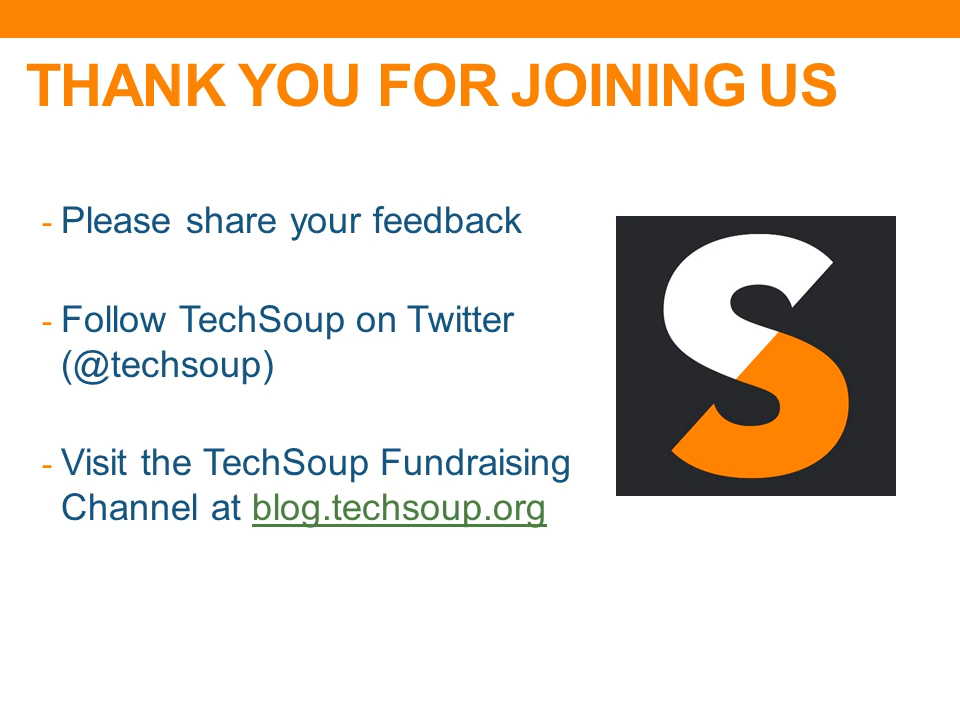 THANK YOU FOR JOINING US
- Please share your feedback
- Follow TechSoup on Twitter
(@techsoup)
- Visit the TechSoup Fundraising
Channel at blog.techsoup.org
S